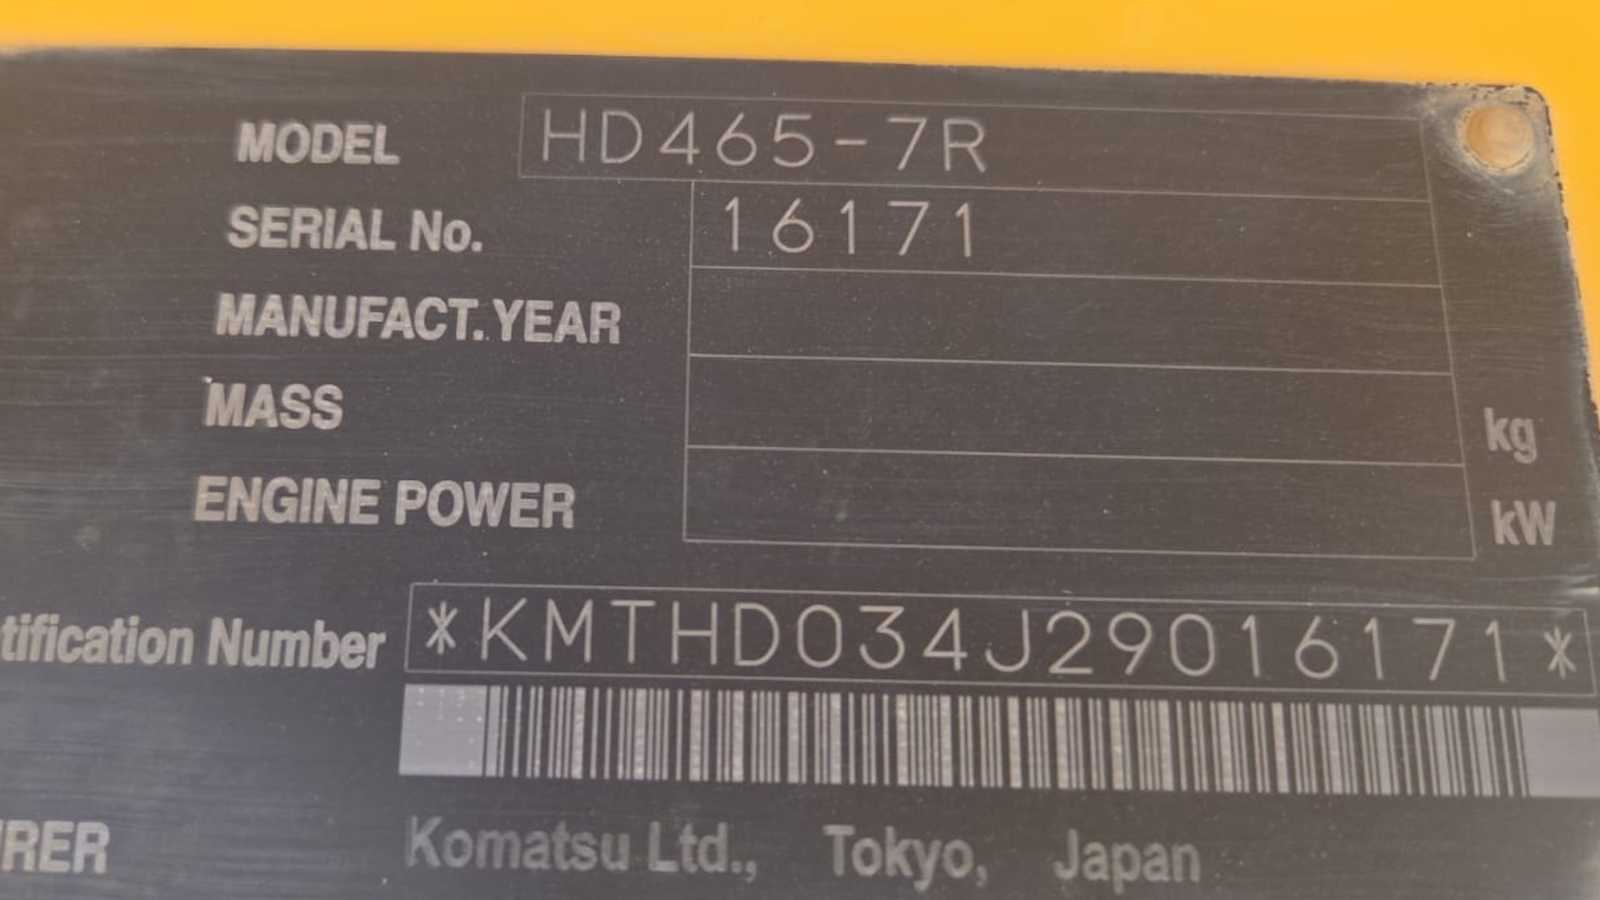 MODEL HD465-7R
SERIAL No. 16171
MANUFACT. YEAR
MASS kg
ENGINE POWER kW
tification Number *KMTHD034J29016171*
RER Komatsu Ltd., Tokyo, Japan